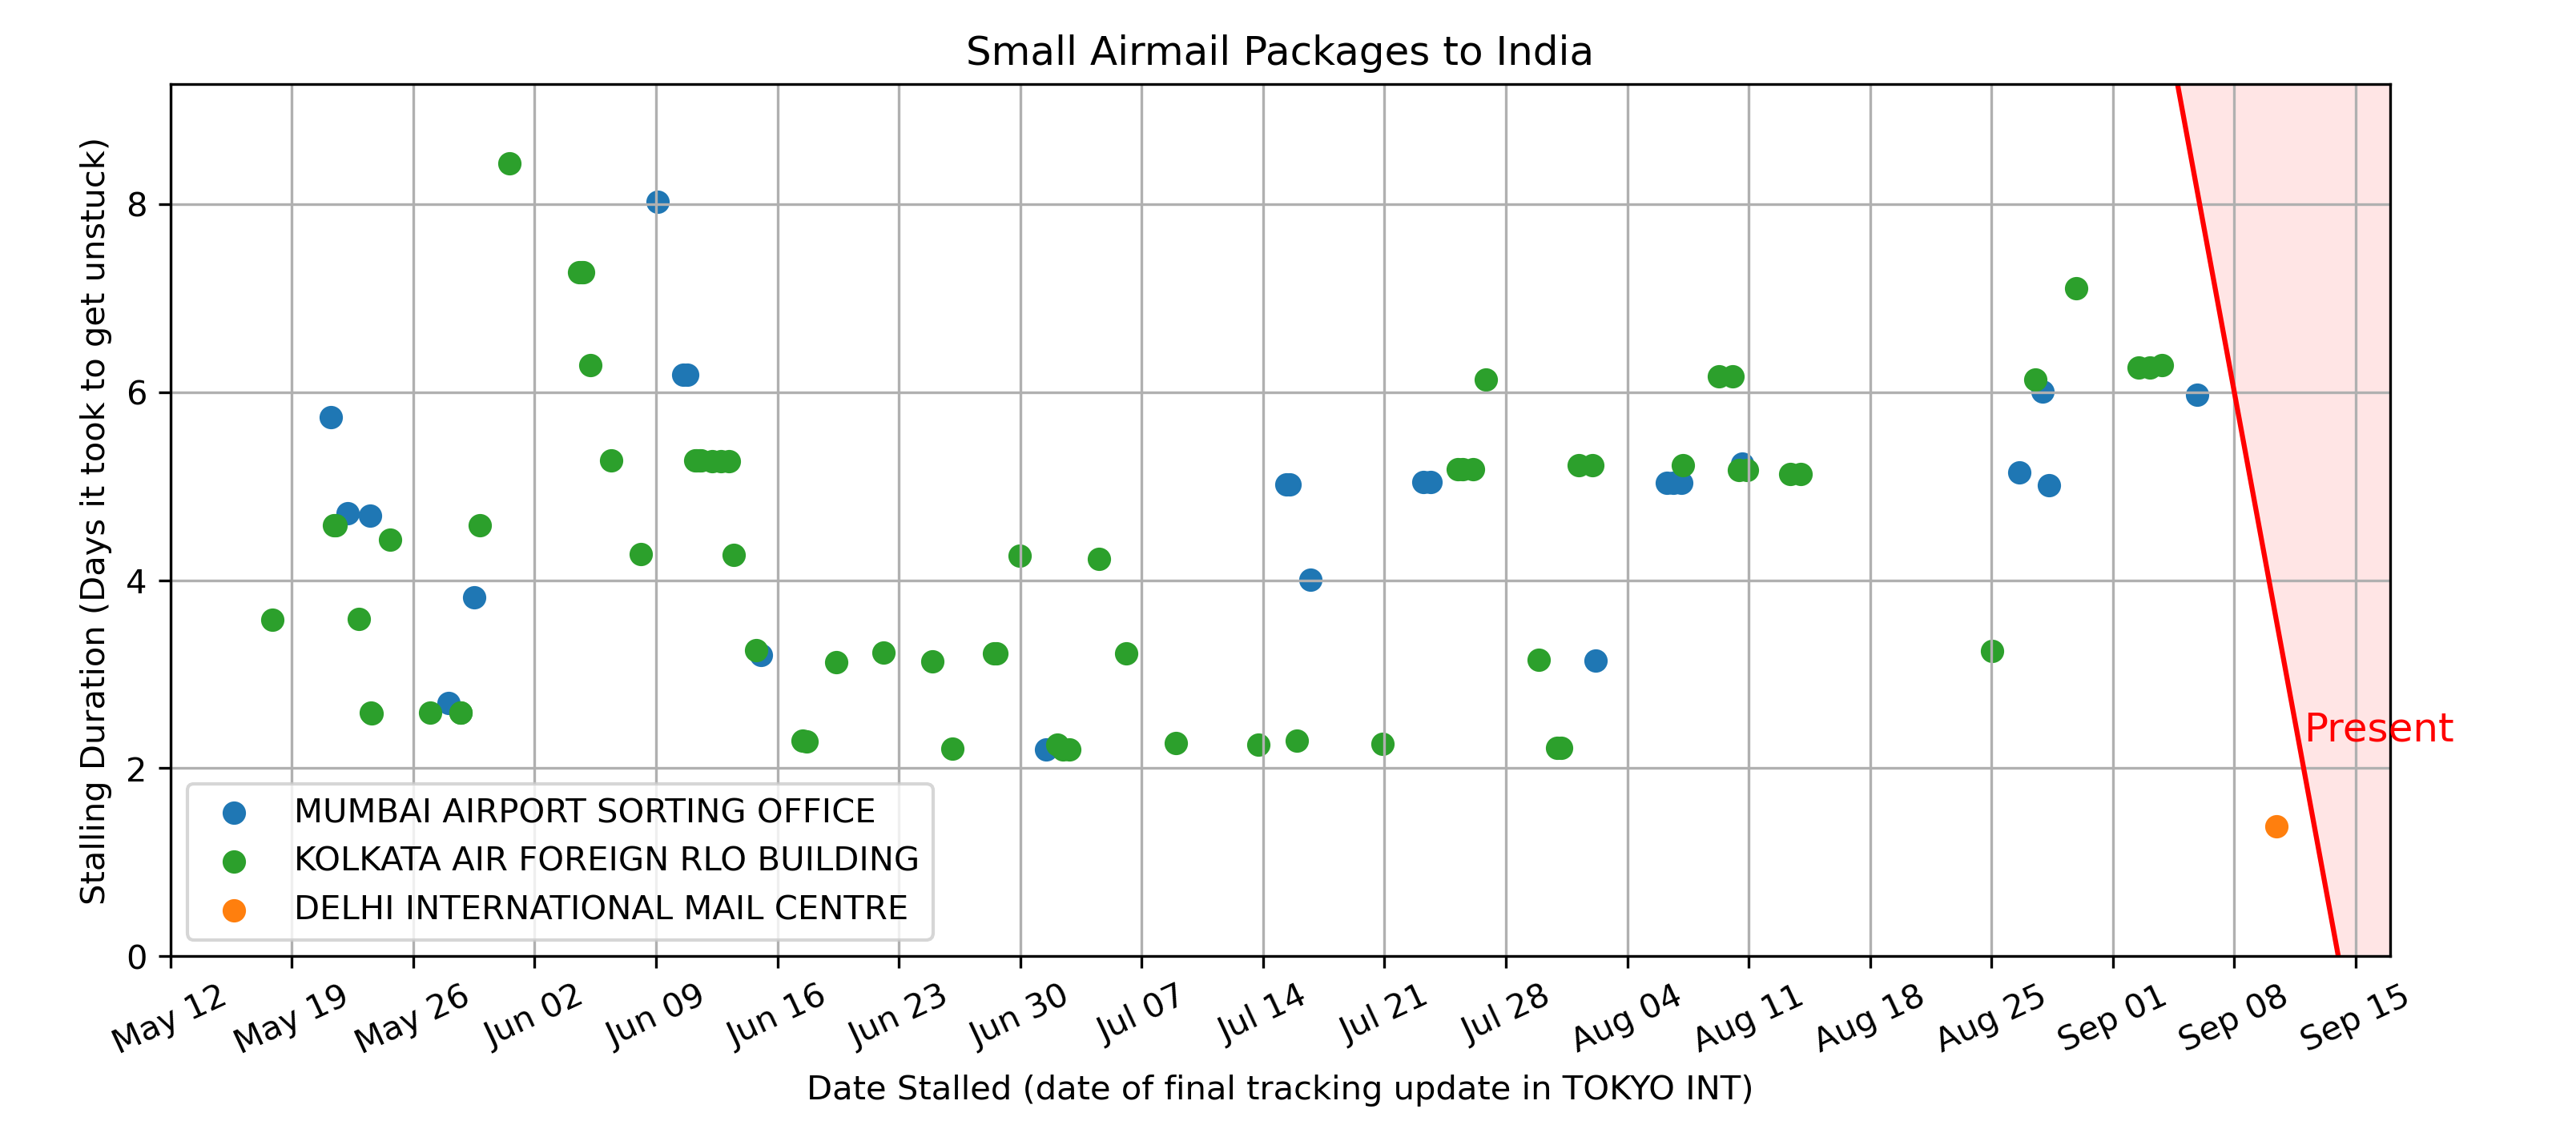 Small Airmail Packages to India
Stalling Duration (Days it took to get unstuck)
8
6
4
2
0
Present
MUMBAI AIRPORT SORTING OFFICE
KOLKATA AIR FOREIGN RLO BUILDING
DELHI INTERNATIONAL MAIL CENTRE
May 12
May 19
May 26
Jun 02
Jun 09
Jun 16
Jun 23
Jun 30
Jul 07
Jul 14
Jul 21
Jul 28
Aug 04
Aug 11
Aug 18
Aug 25
Sep 01
Sep 08
Sep 15
Date Stalled (date of final tracking update in TOKYO INT)